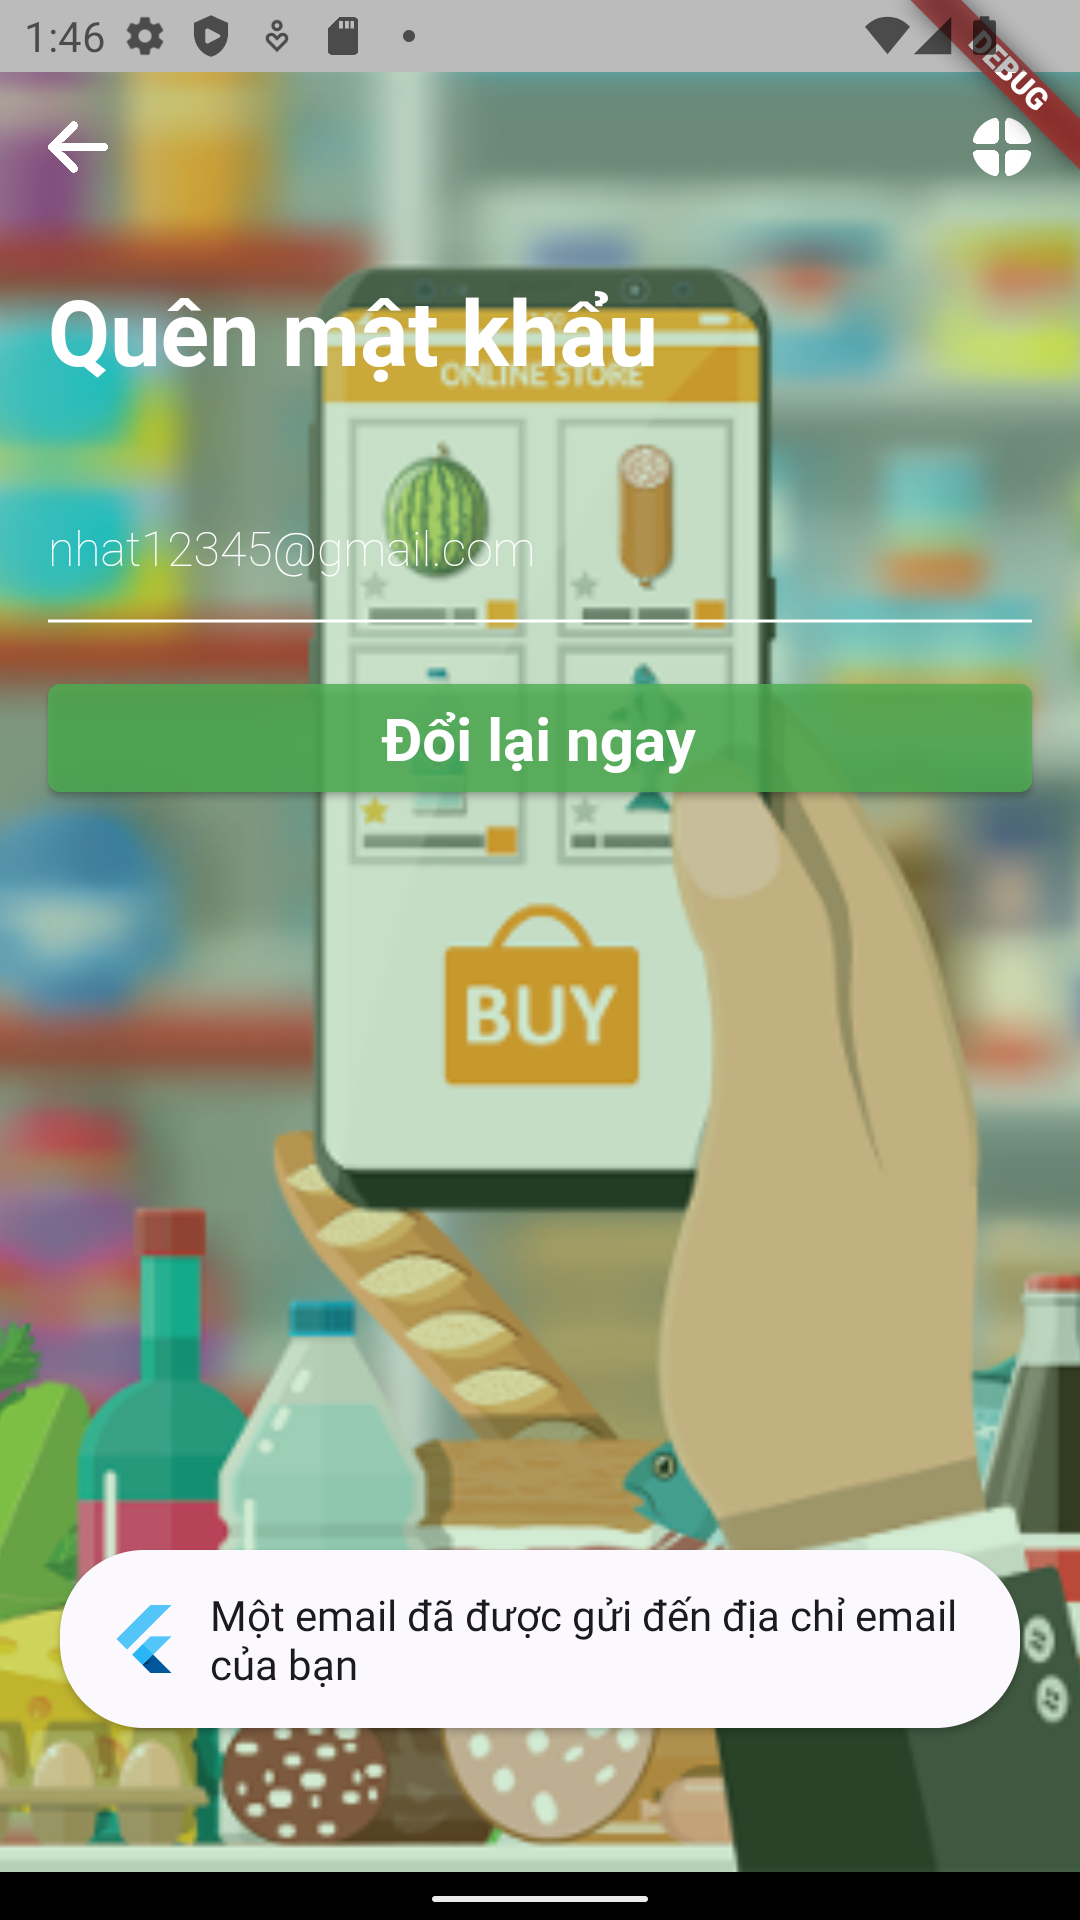 1:46
DEBUG
Quên mật khẩu
ONLINE STORE
nhat12345@gmail.com
Đổi lại ngay
BUY
Một email đã được gửi đến địa chỉ email
của bạn